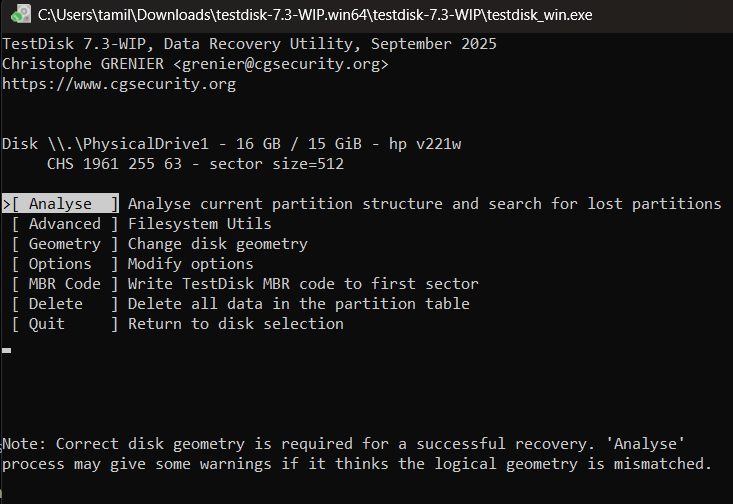 C:\Users\tamil\Downloads\testdisk-7.3-WIP.win64\testdisk-7.3-WIP\testdisk_win.exe
TestDisk 7.3-WIP, Data Recovery Utility, September 2025
Christophe GRENIER <grenier@cgsecurity.org>
https://www.cgsecurity.org
Disk \\.\PhysicalDrive1 - 16 GB / 15 GiB - hp v221w
     CHS 1961 255 63 - sector size=512
>[ Analyse  ] Analyse current partition structure and search for lost partitions
 [ Advanced ] Filesystem Utils
 [ Geometry ] Change disk geometry
 [ Options  ] Modify options
 [ MBR Code ] Write TestDisk MBR code to first sector
 [ Delete   ] Delete all data in the partition table
 [ Quit     ] Return to disk selection
Note: Correct disk geometry is required for a successful recovery. 'Analyse'
process may give some warnings if it thinks the logical geometry is mismatched.